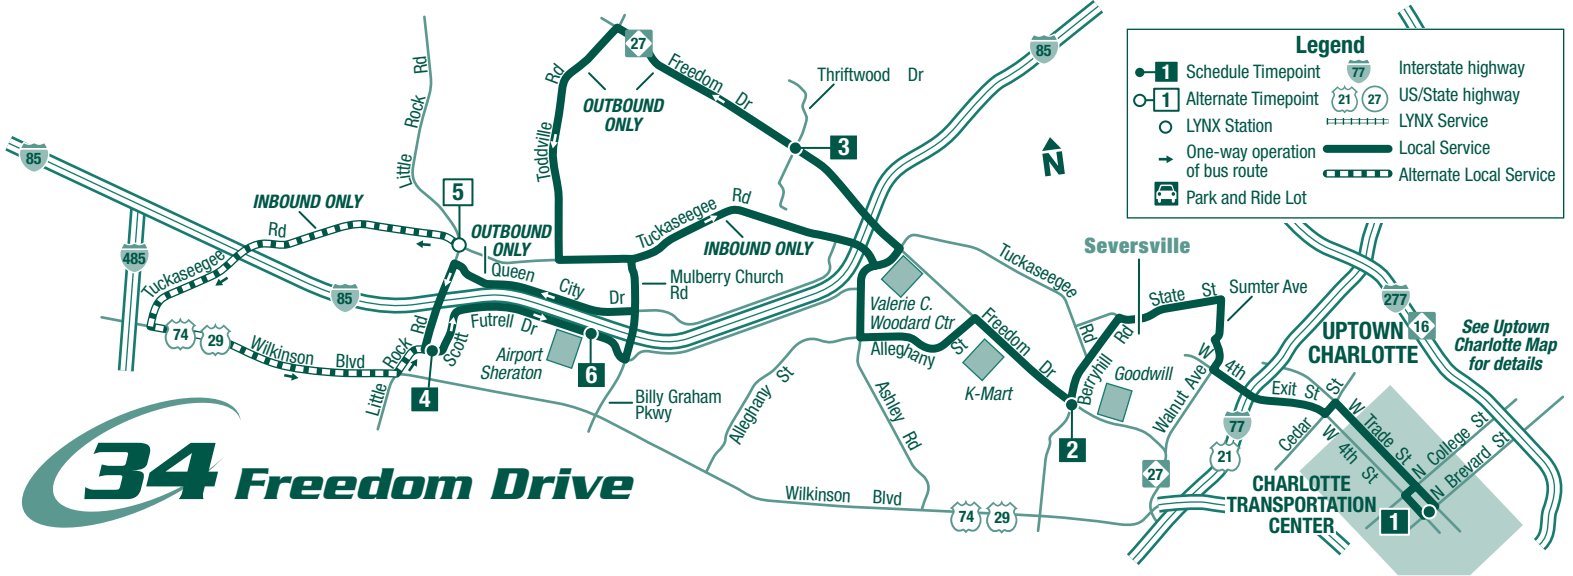 Legend
1 Schedule Timepoint
1 Alternate Timepoint
LYNX Station
One-way operation
of bus route
Park and Ride Lot
77 Interstate highway
21 27 US/State highway
LYNX Service
Local Service
Alternate Local Service
85
27
Freedom Dr
Thriftwood Dr
OUTBOUND
ONLY
Toddville Rd
3
N
Little Rock Rd
85
5
INBOUND ONLY
Tuckaseegee Rd
485
OUTBOUND
ONLY
Queen City Dr
Tuckaseegee Rd
INBOUND ONLY
Mulberry Church
Rd
85
74 29
Wilkinson Blvd
Little Rock Rd
Scott
Futrell Dr
Airport
Sheraton
6
4
Billy Graham
Pkwy
Valerie C.
Woodard Ctr
Alleghany St
Alleghany St
Ashley Rd
Freedom Dr
K-Mart
Tuckaseegee Rd
Seversville
State St
Sumter Ave
Berryhill Rd
Goodwill
Walnut Ave
W 4th
Exit St
2
27
77
21
Wilkinson Blvd
74 29
277
16
UPTOWN
CHARLOTTE
See Uptown
Charlotte Map
for details
Cedar St
W Trade St
W 4th St
N College St
N Brevard St
CHARLOTTE
TRANSPORTATION
CENTER
1
34 Freedom Drive